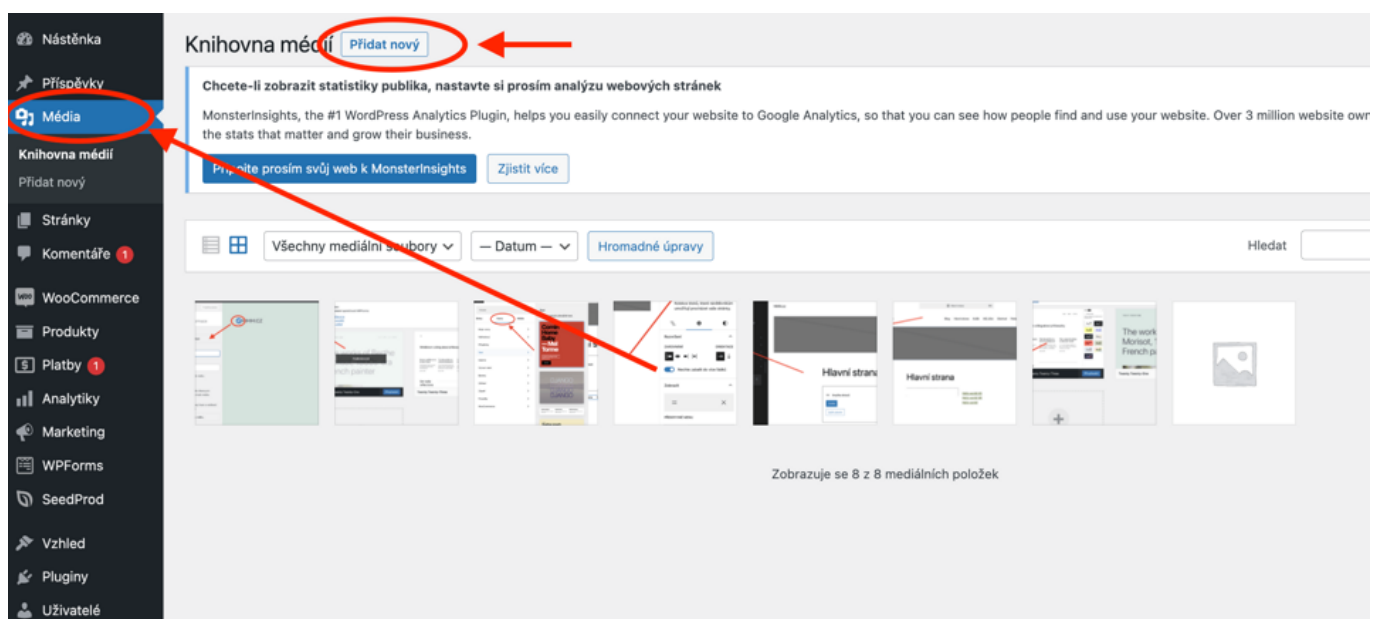 Nástěnka
Příspěvky
Média
Knihovna médií
Přidat nový
Stránky
Komentáře 1
WooCommerce
Produkty
Platby 1
Analytiky
Marketing
WPForms
SeedProd
Vzhled
Pluginy
Uživatelé
Knihovna médií Přidat nový
Chcete-li zobrazit statistiky publika, nastavte si prosím analýzu webových stránek
MonsterInsights, the #1 WordPress Analytics Plugin, helps you easily connect your website to Google Analytics, so that you can see how people find and use your website. Over 3 million website own
the stats that matter and grow their business.
Připojte prosím svůj web k MonsterInsights Zjistit více
Všechny mediální soubory — Datum — Hromadné úpravy Hledat
Hlavní strana
Hlavní strana
The work
Morisot,
French pa
Zobrazuje se 8 z 8 mediálních položek